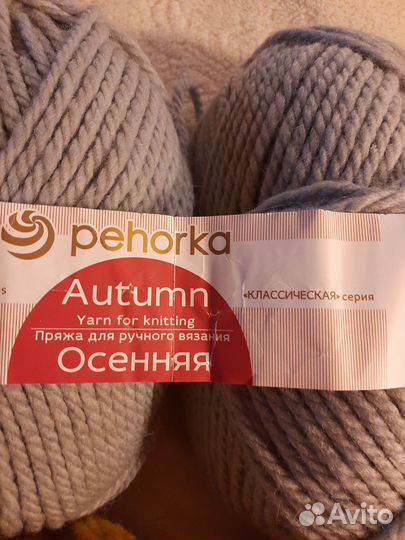 pehorka
Autumn
«КЛАССИЧЕСКАЯ» серия
Yarn for knitting
Пряжа для ручного вязания
Осенняя
Avito